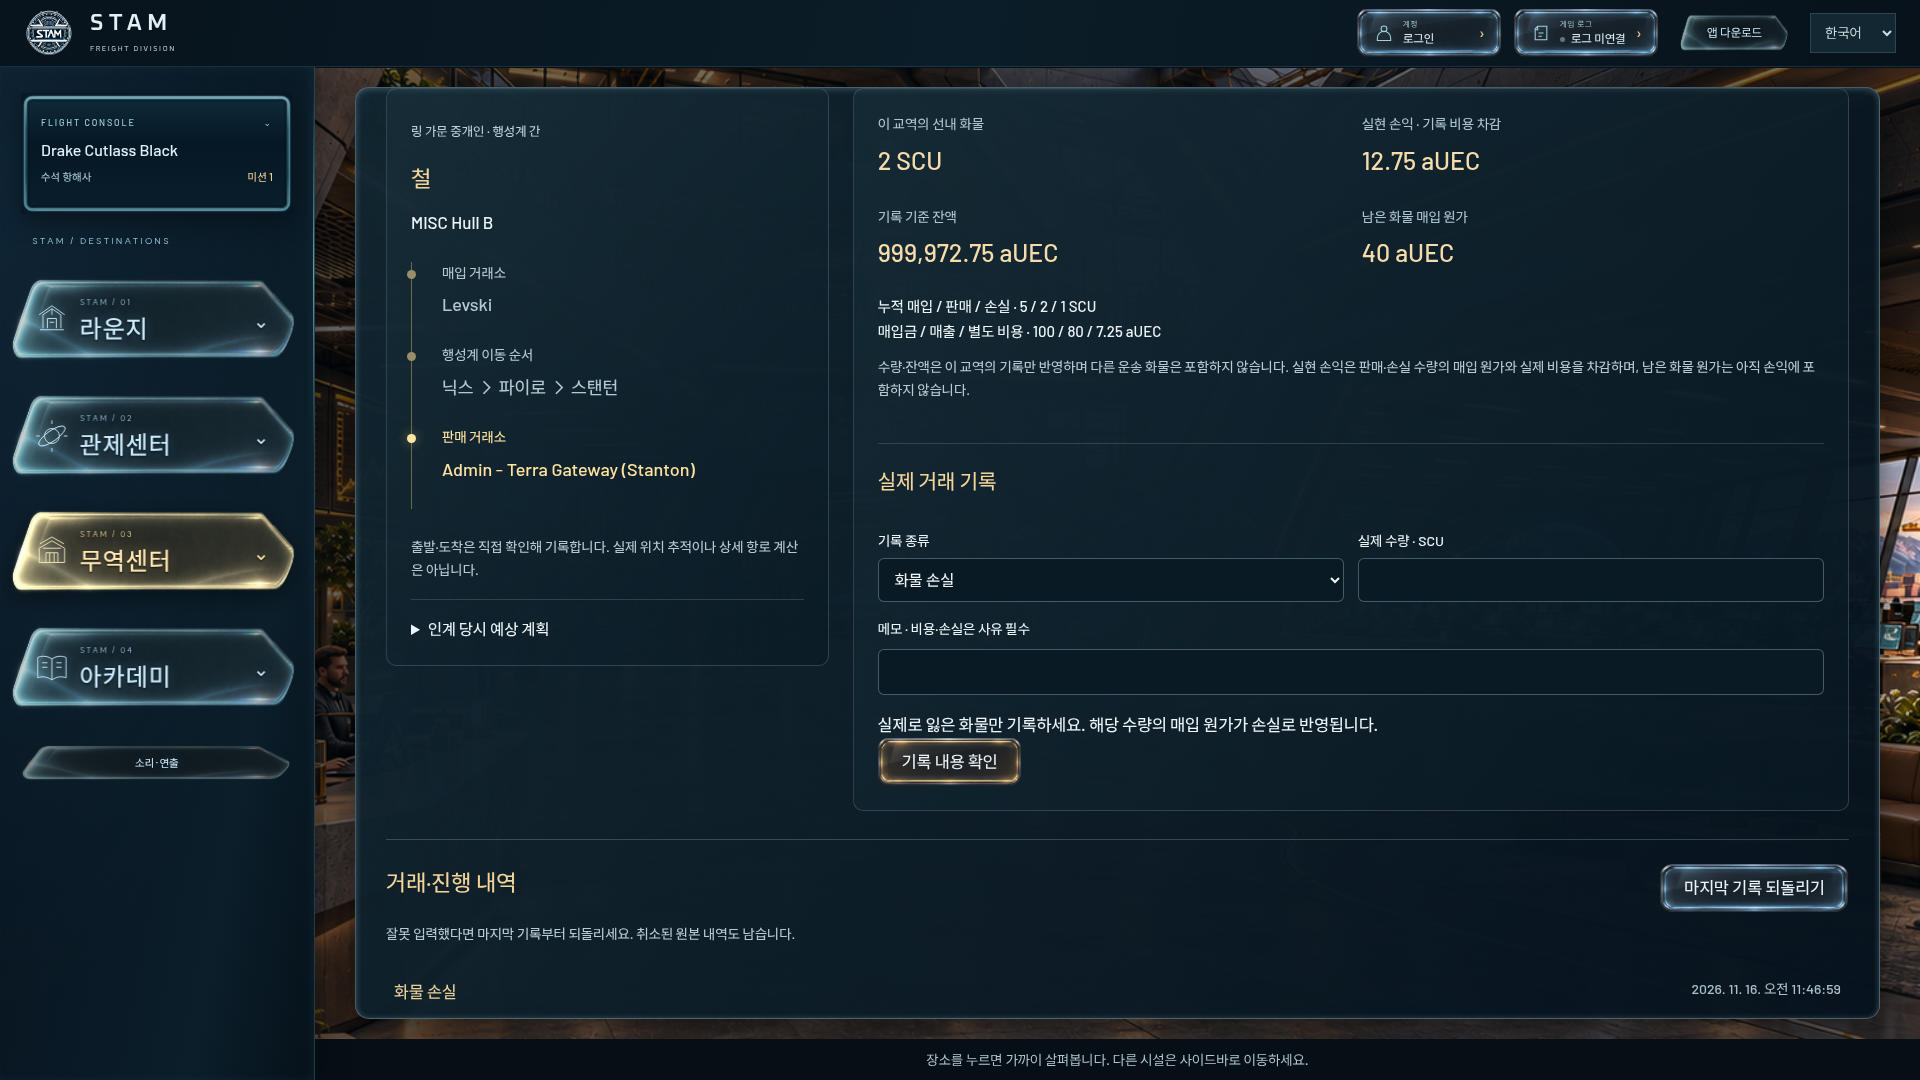 STAM
FREIGHT DIVISION
계정
로그인
게임 로그
로그 미연결
앱 다운로드
한국어
FLIGHT CONSOLE
Drake Cutlass Black
수석 항해사
미션 1
STAM / DESTINATIONS
STAM / 01
라운지
STAM / 02
관제센터
STAM / 03
무역센터
STAM / 04
아카데미
소리·연출
링 가문 중개인 · 행성계 간
철
MISC Hull B
매입 거래소
Levski
행성계 이동 순서
닉스 > 파이로 > 스탠턴
판매 거래소
Admin - Terra Gateway (Stanton)
출발·도착은 직접 확인해 기록합니다. 실제 위치 추적이나 상세 항로 계산
은 아닙니다.
▶ 인계 당시 예상 계획
이 교역의 선내 화물
2 SCU
실현 손익 · 기록 비용 차감
12.75 aUEC
기록 기준 잔액
999,972.75 aUEC
남은 화물 매입 원가
40 aUEC
누적 매입 / 판매 / 손실 · 5 / 2 / 1 SCU
매입금 / 매출 / 별도 비용 · 100 / 80 / 7.25 aUEC
수량·잔액은 이 교역의 기록만 반영하며 다른 운송 화물은 포함하지 않습니다. 실현 손익은 판매·손실 수량의 매입 원가와 실제 비용을 차감하며, 남은 화물 원가는 아직 손익에 포
함하지 않습니다.
실제 거래 기록
기록 종류
실제 수량 · SCU
화물 손실
메모 · 비용·손실은 사유 필수
실제로 잃은 화물만 기록하세요. 해당 수량의 매입 원가가 손실로 반영됩니다.
기록 내용 확인
거래·진행 내역
마지막 기록 되돌리기
잘못 입력했다면 마지막 기록부터 되돌리세요. 취소된 원본 내역도 남습니다.
화물 손실
2026. 11. 16. 오전 11:46:59
장소를 누르면 가까이 살펴봅니다. 다른 시설은 사이드바로 이동하세요.